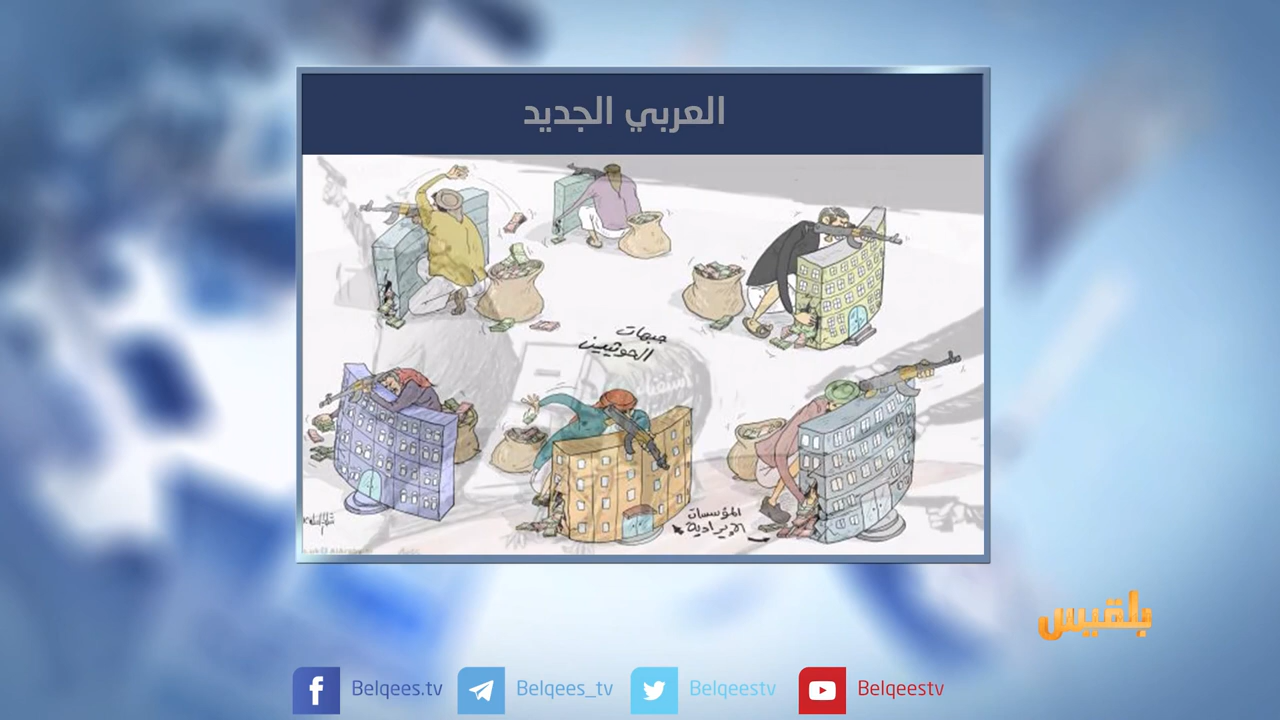 العربي الجديد
جبهات
الحوثيين
المؤسسات
الإيرادية
بلقيس
Belqees.tv
Belqees_tv
Belqeestv
Belqeestv